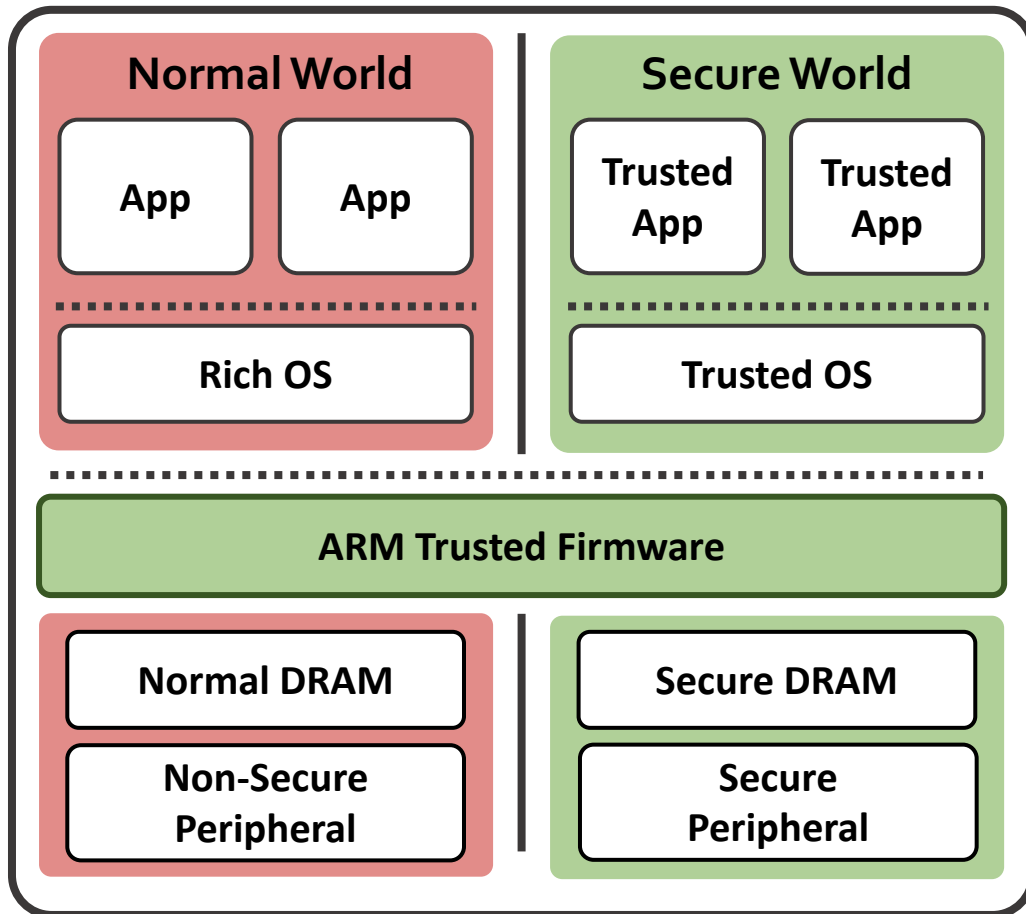 Normal World
App
App
Rich OS
Secure World
Trusted
App
Trusted
App
Trusted OS
ARM Trusted Firmware
Normal DRAM
Non-Secure
Peripheral
Secure DRAM
Secure
Peripheral